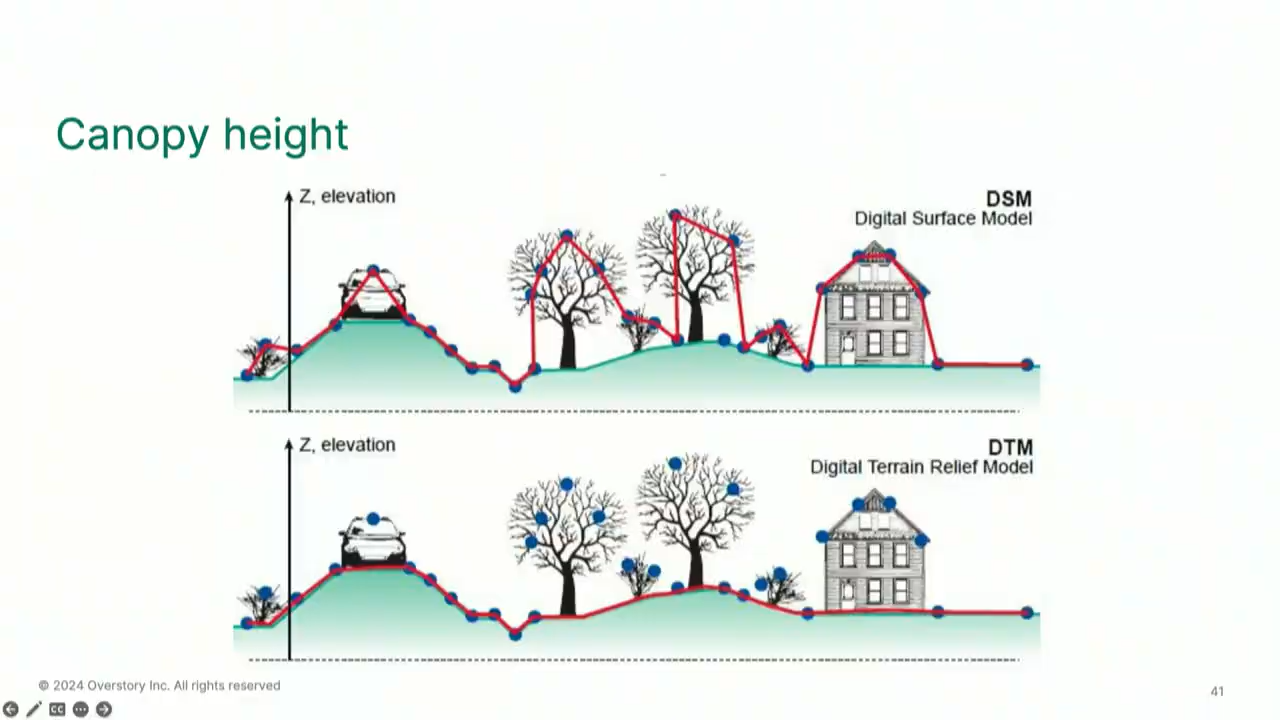 Canopy height
Z, elevation
DSM
Digital Surface Model
Z, elevation
DTM
Digital Terrain Relief Model
© 2024 Overstory Inc. All rights reserved
41
CC